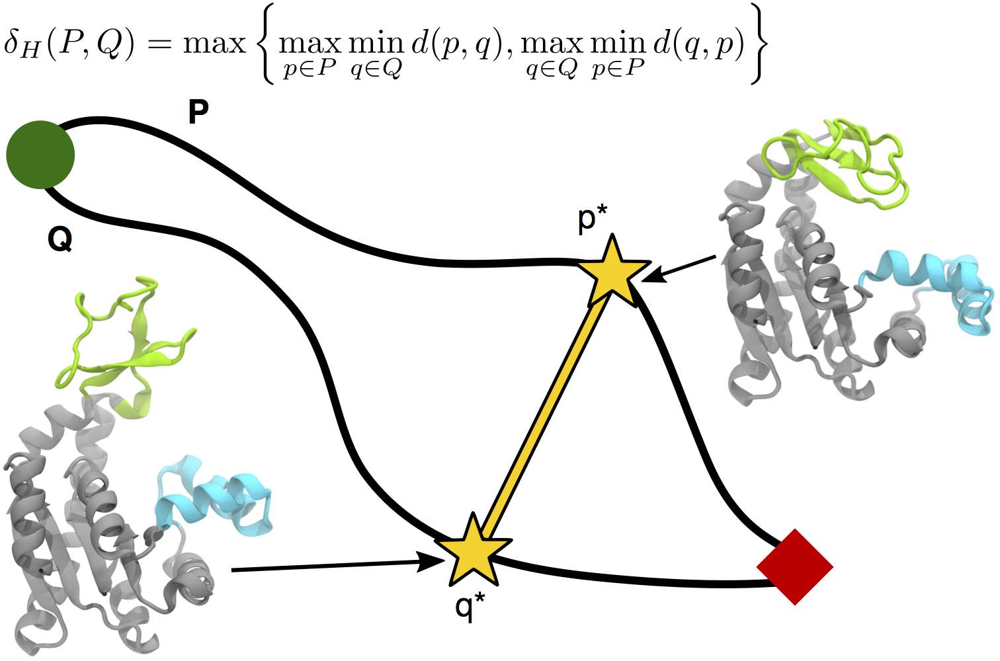 δ_H(P, Q) = max { max_{p∈P} min_{q∈Q} d(p, q), max_{q∈Q} min_{p∈P} d(q, p) }
P
Q
p*
q*